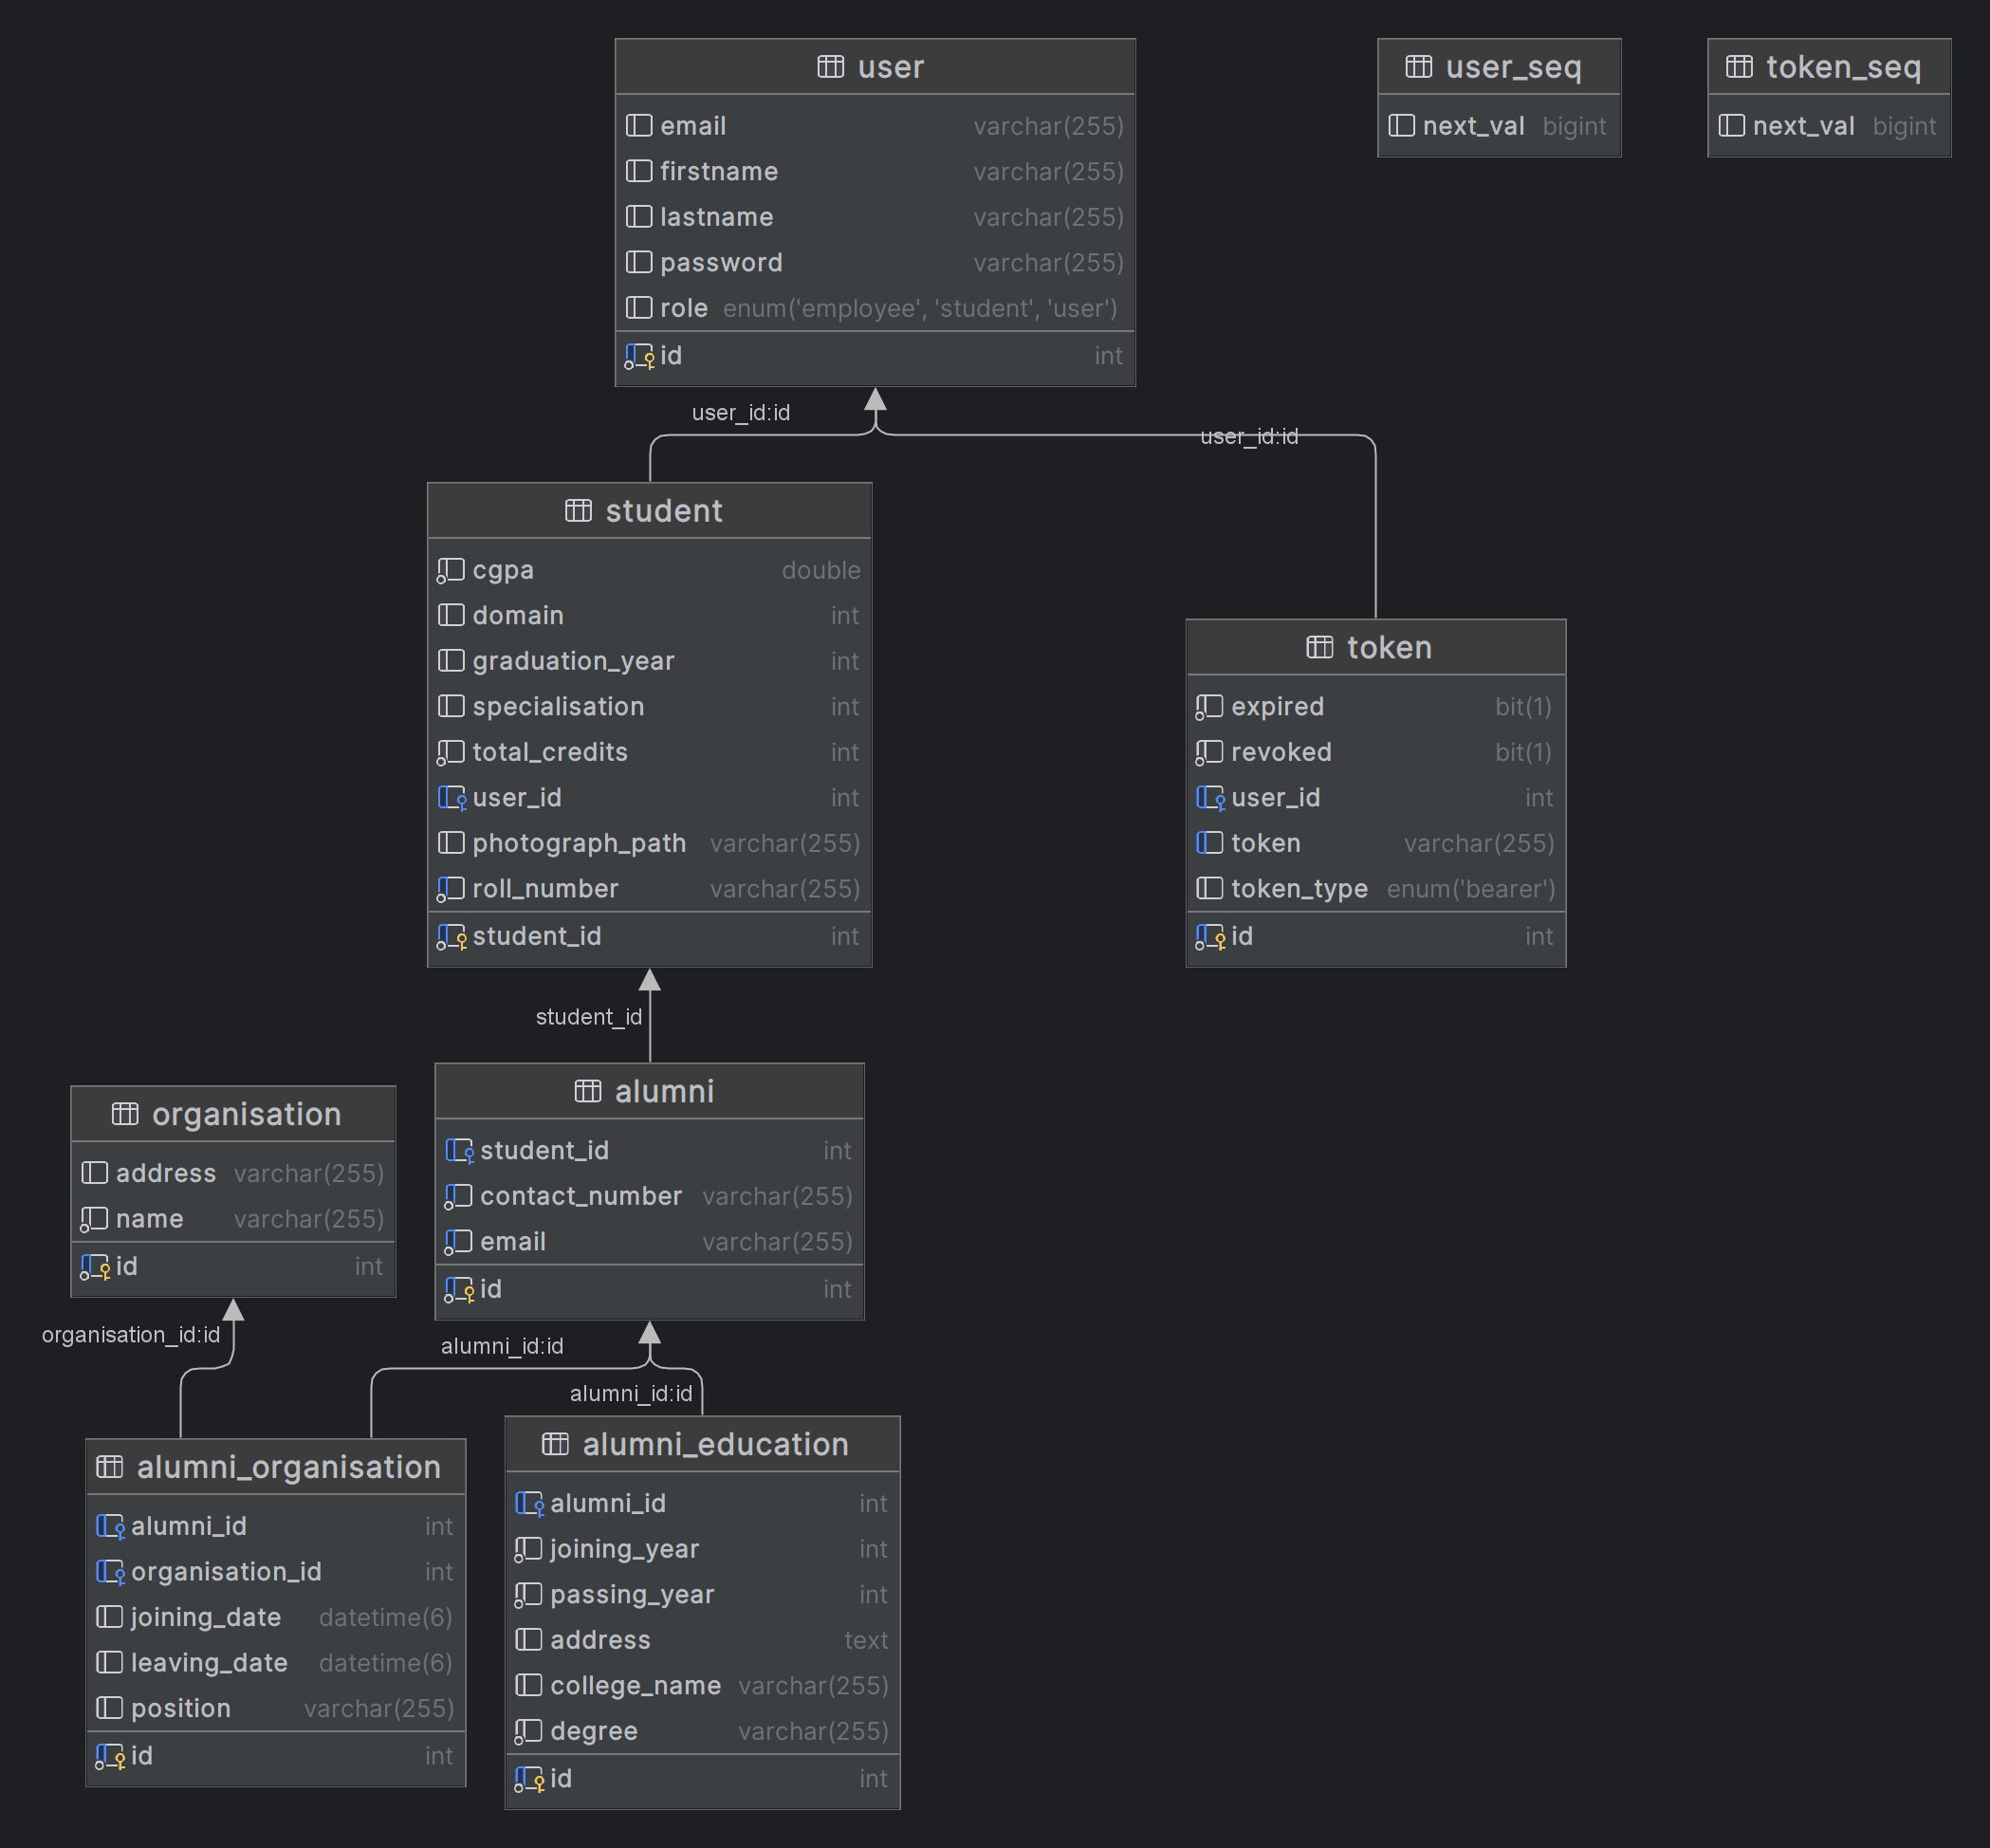 user
email varchar(255)
firstname varchar(255)
lastname varchar(255)
password varchar(255)
role enum('employee', 'student', 'user')
id int
user_seq
next_val bigint
token_seq
next_val bigint
user_id:id
user_id:id
student
cgpa double
domain int
graduation_year int
specialisation int
total_credits int
user_id int
photograph_path varchar(255)
roll_number varchar(255)
student_id int
token
expired bit(1)
revoked bit(1)
user_id int
token varchar(255)
token_type enum('bearer')
id int
student_id
organisation
address varchar(255)
name varchar(255)
id int
alumni
student_id int
contact_number varchar(255)
email varchar(255)
id int
organisation_id:id
alumni_id:id
alumni_id:id
alumni_organisation
alumni_id int
organisation_id int
joining_date datetime(6)
leaving_date datetime(6)
position varchar(255)
id int
alumni_education
alumni_id int
joining_year int
passing_year int
address text
college_name varchar(255)
degree varchar(255)
id int